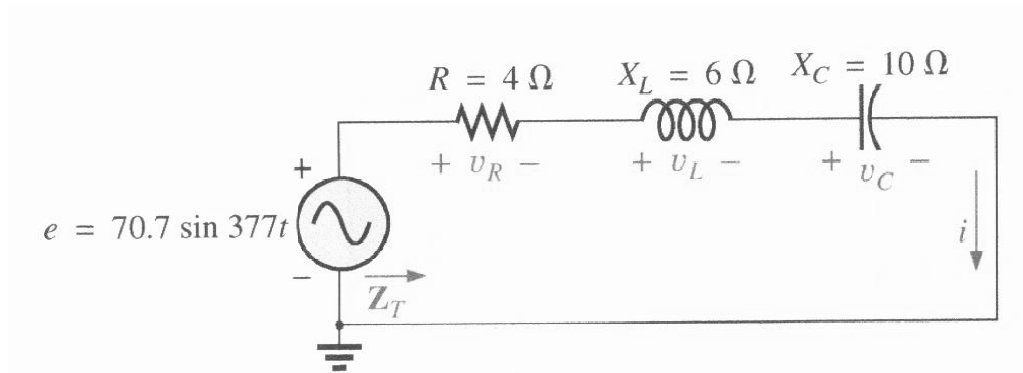 R = 4 Ω
X_L = 6 Ω
X_C = 10 Ω
+ v_R −
+ v_L −
+ v_C −
+
e = 70.7 sin 377t
−
i
Z_T